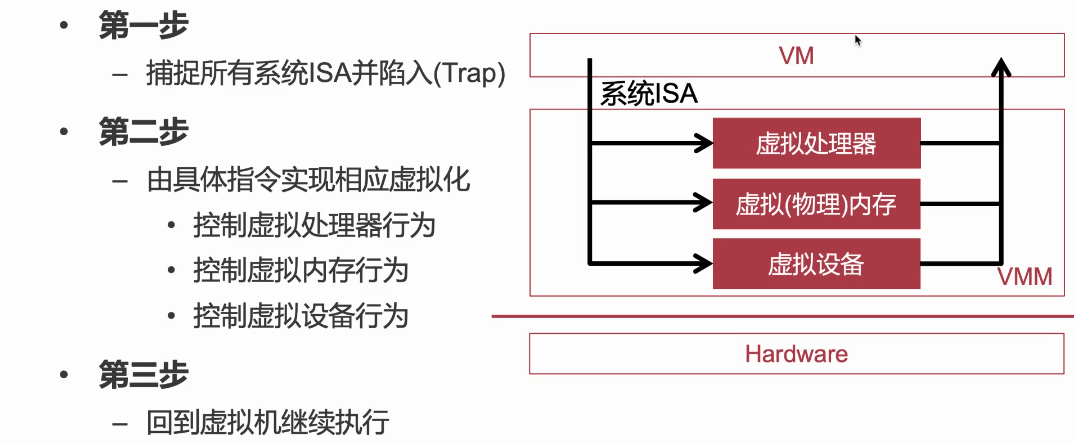 • 第一步
– 捕捉所有系统ISA并陷入(Trap)
• 第二步
– 由具体指令实现相应虚拟化
• 控制虚拟处理器行为
• 控制虚拟内存行为
• 控制虚拟设备行为
• 第三步
– 回到虚拟机继续执行
VM
系统ISA
虚拟处理器
虚拟(物理)内存
虚拟设备
VMM
Hardware